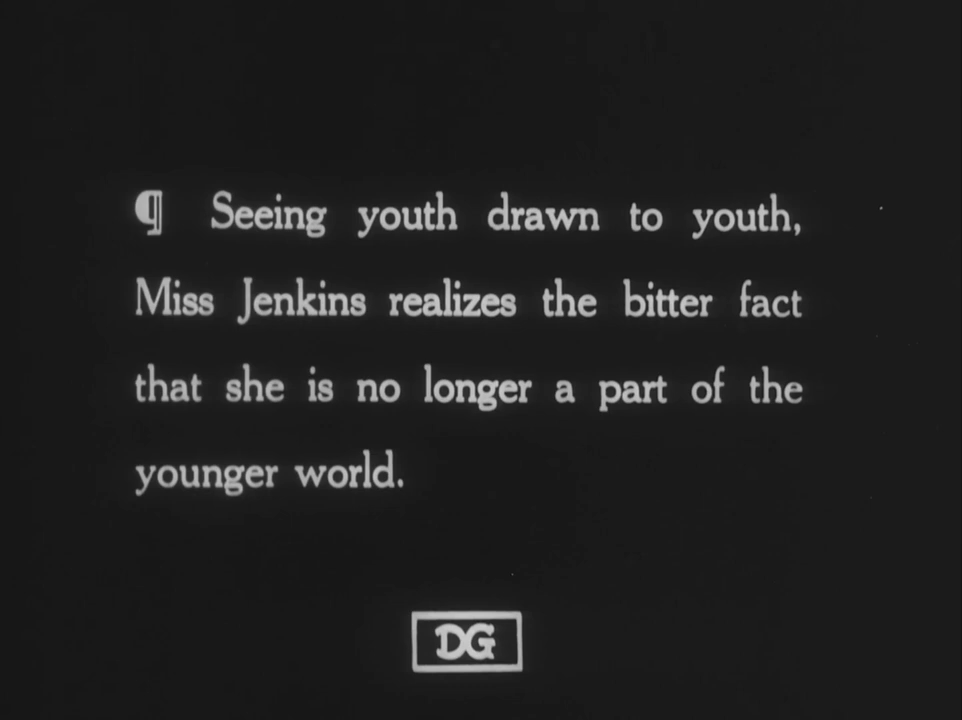 ¶ Seeing youth drawn to youth,
Miss Jenkins realizes the bitter fact
that she is no longer a part of the
younger world.
DG